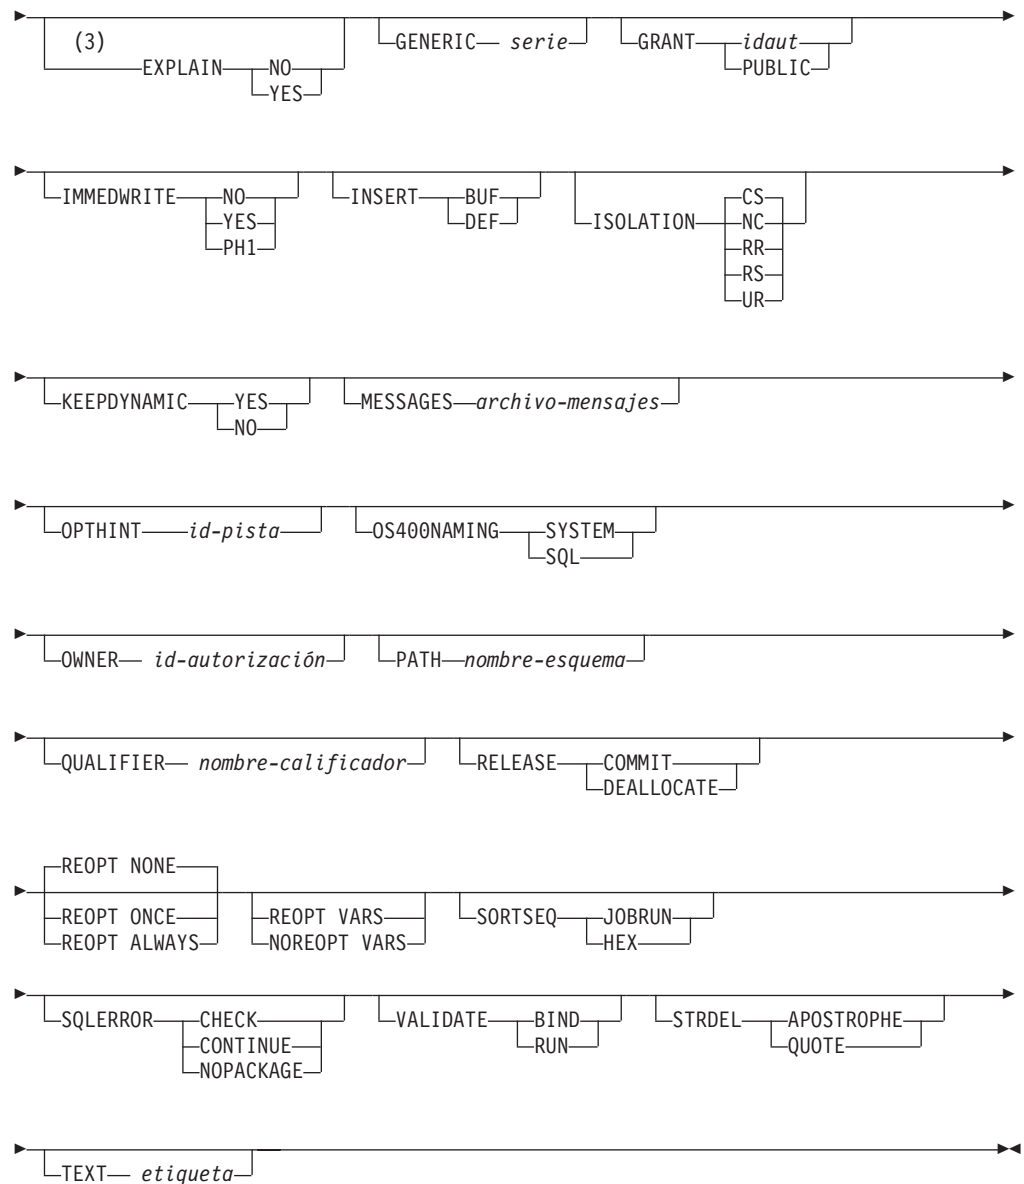 (3)
EXPLAIN NO
YES
GENERIC serie
GRANT idaut
PUBLIC
IMMEDWRITE NO
YES
PH1
INSERT BUF
DEF
ISOLATION CS
NC
RR
RS
UR
KEEPDYNAMIC YES
NO
MESSAGES archivo-mensajes
OPTHINT id-pista
OS400NAMING SYSTEM
SQL
OWNER id-autorización
PATH nombre-esquema
QUALIFIER nombre-calificador
RELEASE COMMIT
DEALLOCATE
REOPT NONE
REOPT ONCE
REOPT ALWAYS
REOPT VARS
NOREOPT VARS
SORTSEQ JOBRUN
HEX
SQLERROR CHECK
CONTINUE
NOPACKAGE
VALIDATE BIND
RUN
STRDEL APOSTROPHE
QUOTE
TEXT etiqueta